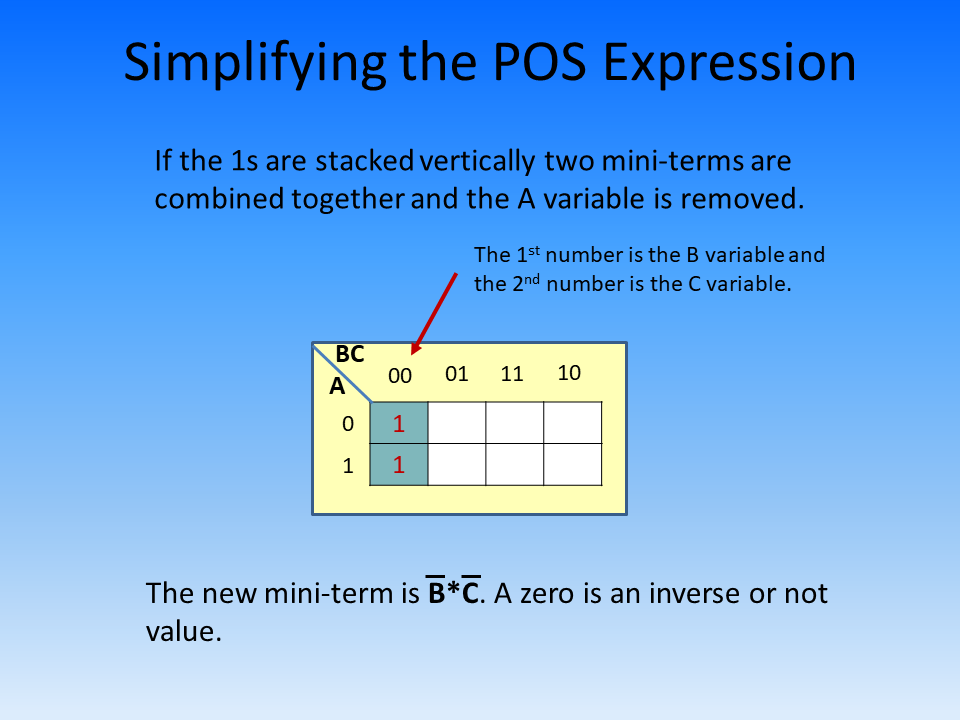 Simplifying the POS Expression
If the 1s are stacked vertically two mini-terms are
combined together and the A variable is removed.
The 1st number is the B variable and
the 2nd number is the C variable.
BC
A
00 01 11 10
0 1
1 1
The new mini-term is B̅*C̅. A zero is an inverse or not
value.